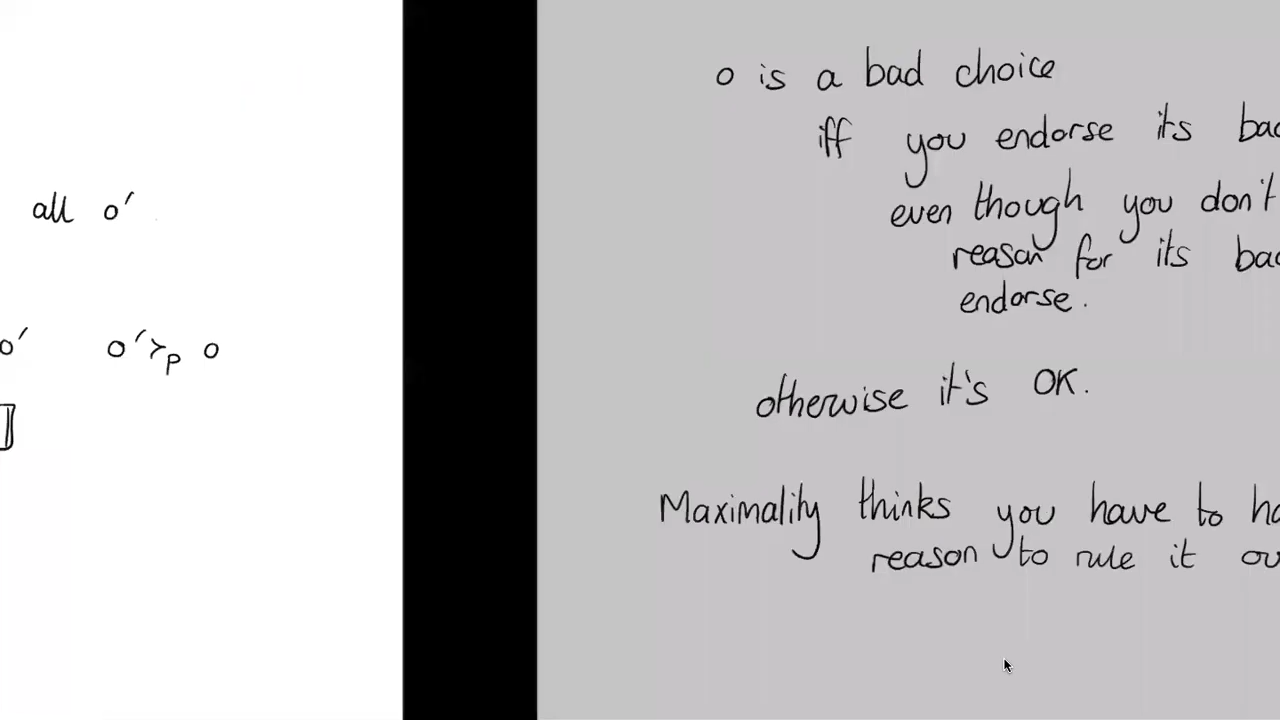 all o′
o′ o′ ≻p o
o is a bad choice
iff you endorse its
even though you don't
reason for its
endorse.
otherwise it's OK.
Maximality thinks you have to
reason to rule it